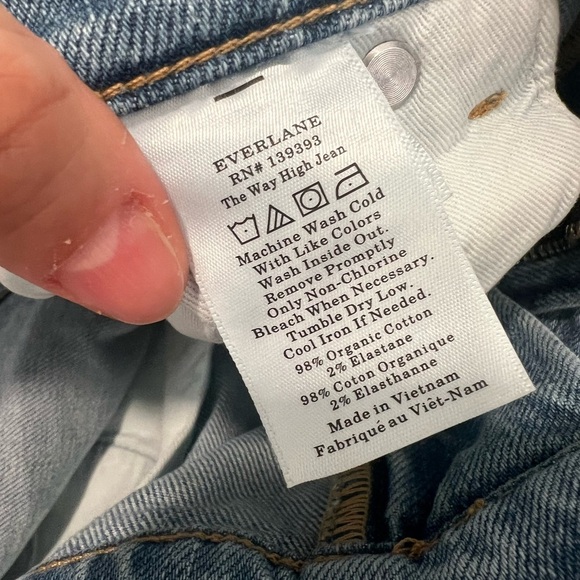 EVERLANE
RN# 139393
The Way High Jean
Machine Wash Cold
With Like Colors
Wash Inside Out.
Remove Promptly
Only Non-Chlorine
Bleach When Necessary.
Tumble Dry Low.
Cool Iron If Needed.
98% Organic Cotton
2% Elastane
98% Coton Organique
2% Elasthanne
Made in Vietnam
Fabriqué au Viêt-Nam